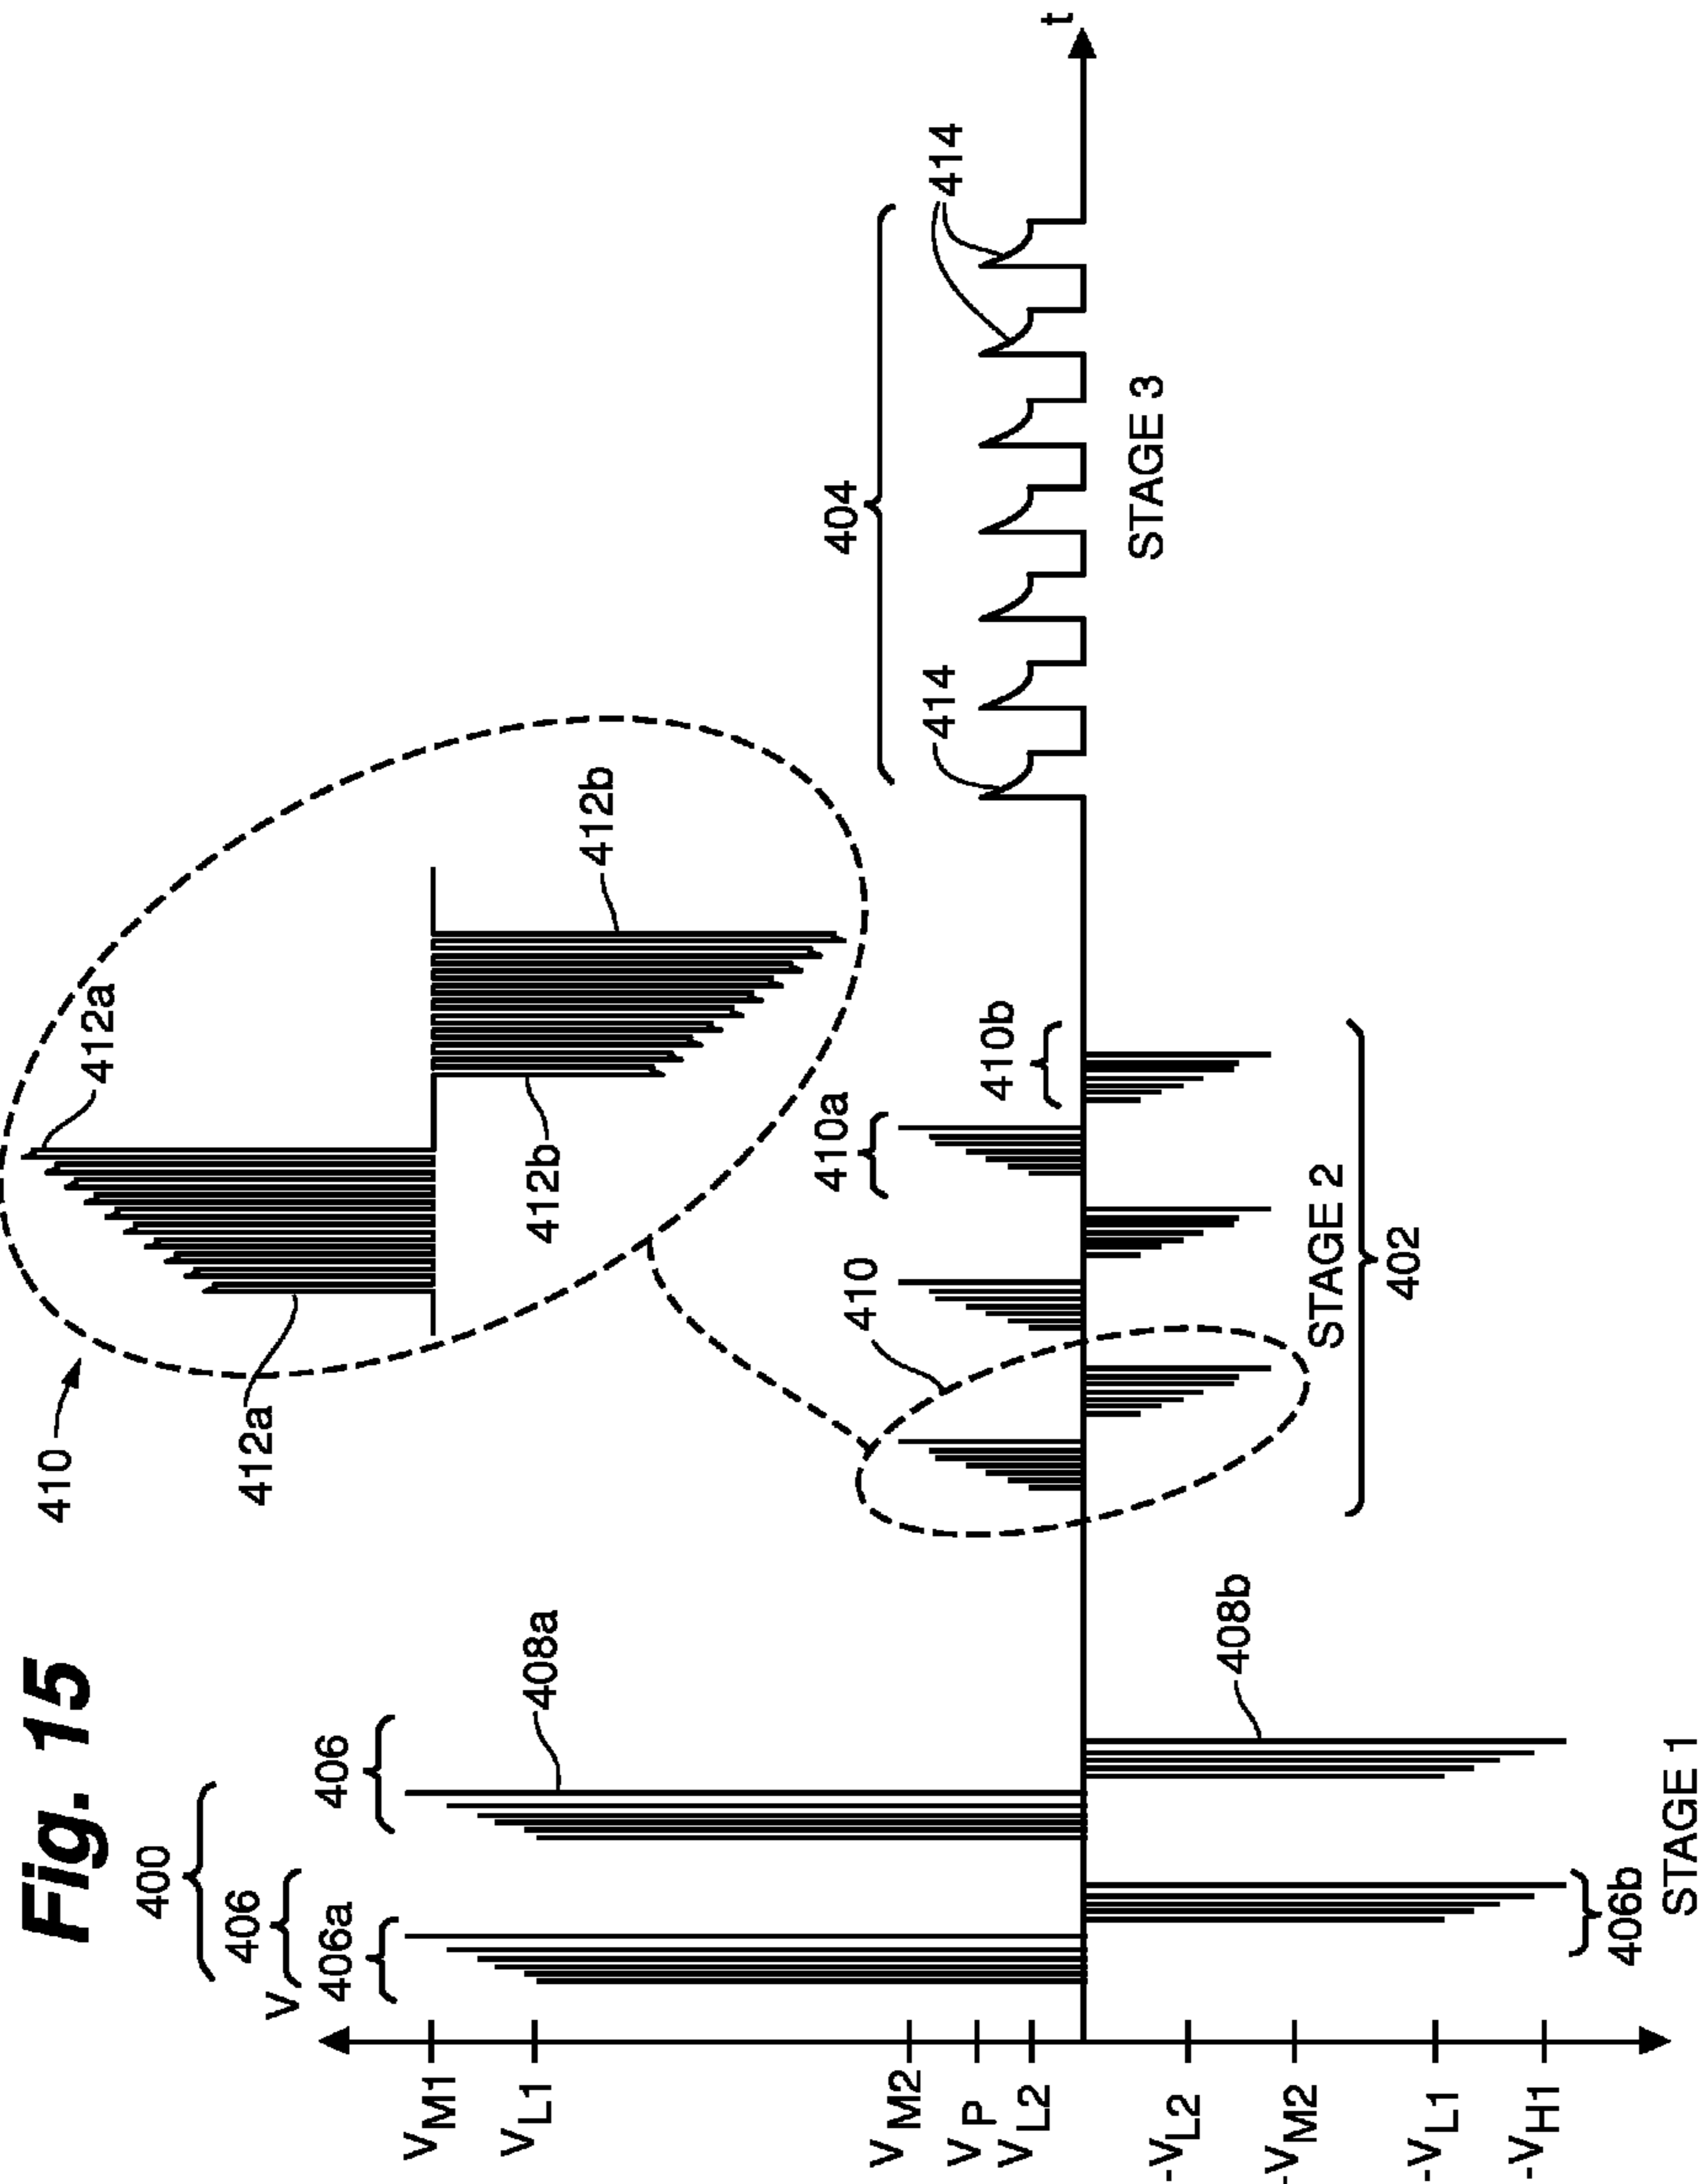 Fig. 15
400
406
406
406a
V
408a
410
412a
412a
412b
412b
VM1
VL1
VM2
VP
VL2
-VL2
-VM2
-VL1
-VH1
410
410a
410b
404
414
414
t
408b
406b
STAGE 1
STAGE 2
402
STAGE 3